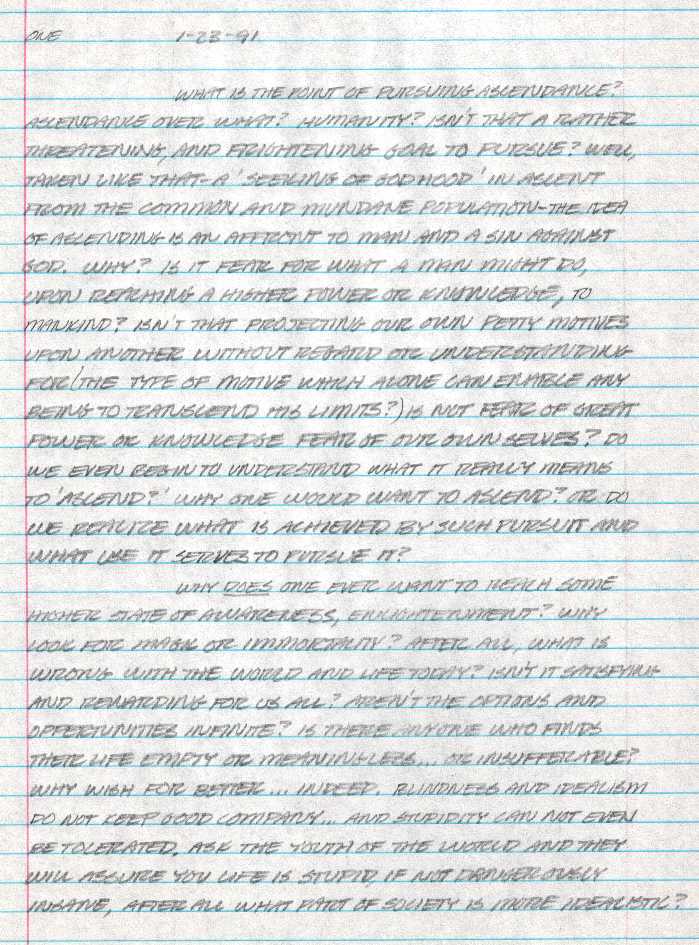 ONE 1-23-91
WHAT IS THE POINT OF PURSUING ASCENDANCE?
ASCENDANCE OVER WHAT? HUMANITY? ISN'T THAT A RATHER
THREATENING, AND FRIGHTENING GOAL TO PURSUE? WELL,
TAKEN LIKE THAT-A 'SEEKING OF GODHOOD' IN ASCENT
FROM THE COMMON AND MUNDANE POPULATION-THE IDEA
OF ASCENDING IS AN AFFRONT TO MAN AND A SIN AGAINST
GOD. WHY? IS IT FEAR FOR WHAT A MAN MIGHT DO,
UPON REACHING A HIGHER POWER OR KNOWLEDGE, TO
MANKIND? ISN'T THAT PROJECTING OUR OWN PETTY MOTIVES
UPON ANOTHER WITHOUT REGARD OR UNDERSTANDING
FOR (THE TYPE OF MOTIVE WHICH ALONE CAN ENABLE ANY
BEING TO TRANSCEND HIS LIMITS?) IS NOT FEAR OF GREAT
POWER OR KNOWLEDGE FEAR OF OUR OWN SELVES? DO
WE EVEN BEGIN TO UNDERSTAND WHAT IT REALLY MEANS
TO 'ASCEND?' WHY ONE WOULD WANT TO ASCEND? OR DO
WE REALIZE WHAT IS ACHIEVED BY SUCH PURSUIT AND
WHAT USE IT SERVES TO PURSUE IT?
WHY DOES ONE EVER WANT TO REACH SOME
HIGHER STATE OF AWARENESS, ENLIGHTENMENT? WHY
LOOK FOR MAGIK OR IMMORTALITY? AFTER ALL, WHAT IS
WRONG WITH THE WORLD AND LIFE TODAY? ISN'T IT SATISFYING
AND REWARDING FOR US ALL? AREN'T THE OPTIONS AND
OPPERTUNITIES INFINITE? IS THERE ANYONE WHO FINDS
THEIR LIFE EMPTY OR MEANINGLESS... OR INSUFFERABLE?
WHY WISH FOR BETTER... INDEED. BLINDNESS AND IDEALISM
DO NOT KEEP GOOD COMPANY... AND STUPIDITY CAN NOT EVEN
BE TOLERATED. ASK THE YOUTH OF THE WORLD AND THEY
WILL ASSURE YOU LIFE IS STUPID, IF NOT DANGEROUSLY
INSANE, AFTER ALL WHAT PART OF SOCIETY IS MORE IDEALISTIC?